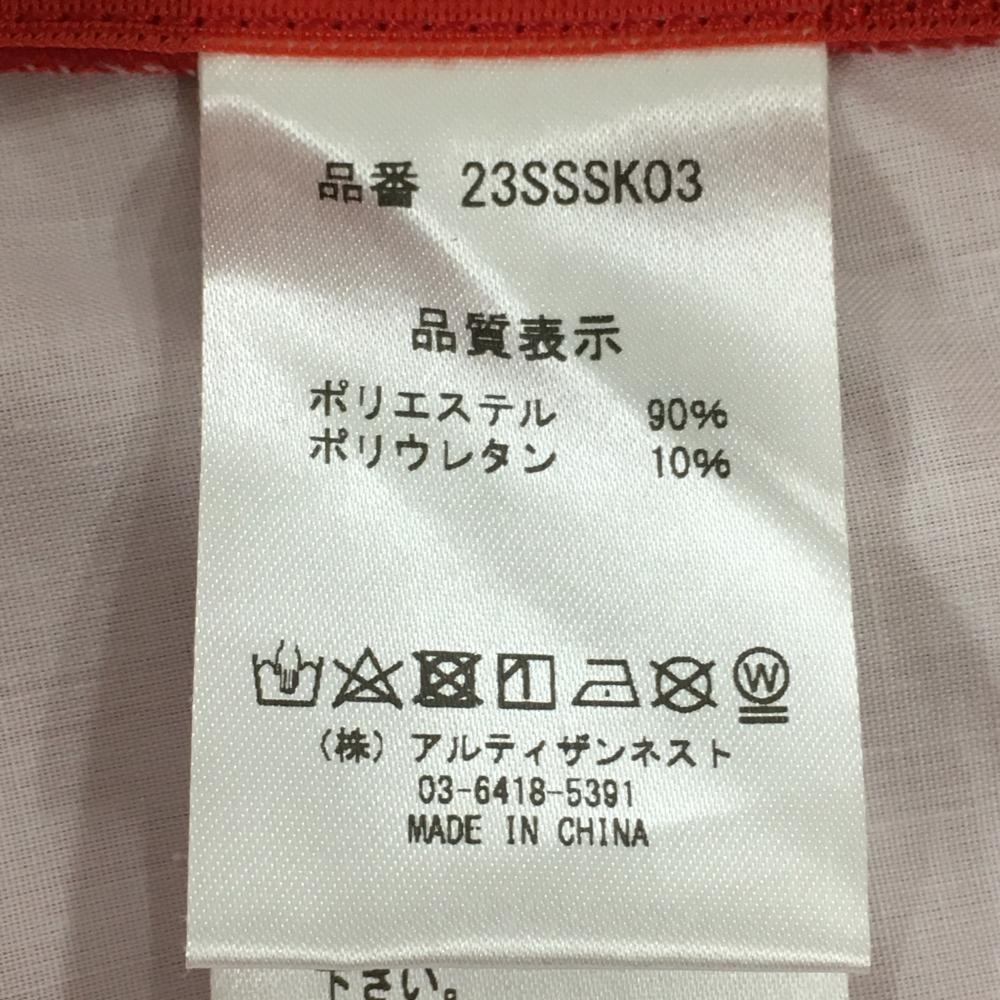 品番 23SSSK03
品質表示
ポリエステル 90%
ポリウレタン 10%
W
(株) アルティザンネスト
03-6418-5391
MADE IN CHINA
下さい。